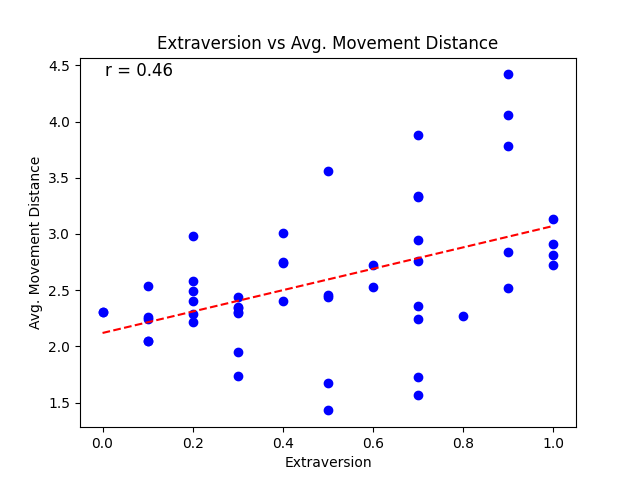 Extraversion vs Avg. Movement Distance
r = 0.46
4.5
4.0
3.5
3.0
2.5
2.0
1.5
Avg. Movement Distance
0.0 0.2 0.4 0.6 0.8 1.0
Extraversion